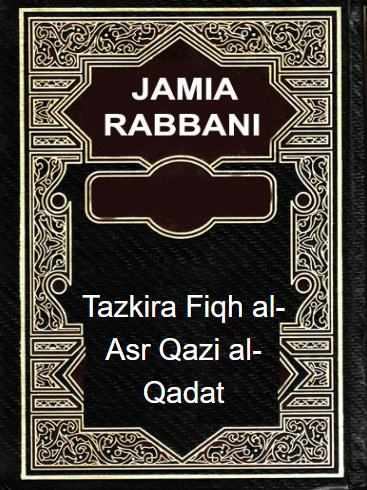 JAMIA
RABBANI
Tazkira Fiqh al-
Asr Qazi al-
Qadat